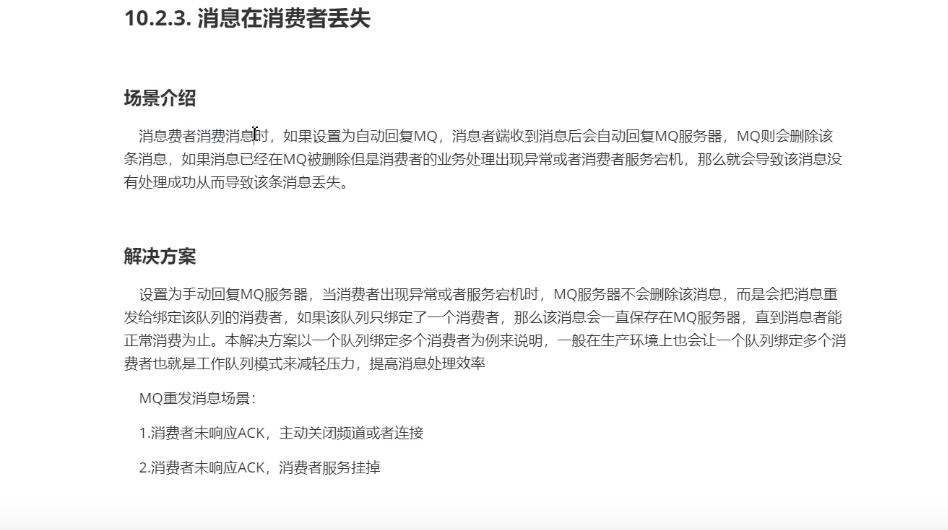 10.2.3. 消息在消费者丢失
场景介绍
消息费者消费消息时，如果设置为自动回复MQ，消息者端收到消息后会自动回复MQ服务器，MQ则会删除该
条消息，如果消息已经在MQ被删除但是消费者的业务处理出现异常或者消费者服务宕机，那么就会导致该消息没
有处理成功从而导致该条消息丢失。
解决方案
设置为手动回复MQ服务器，当消费者出现异常或者服务宕机时，MQ服务器不会删除该消息，而是会把消息重
发给绑定该队列的消费者，如果该队列只绑定了一个消费者，那么该消息会一直保存在MQ服务器，直到消息者能
正常消费为止。本解决方案以一个队列绑定多个消费者为例来说明，一般在生产环境上也会让一个队列绑定多个消
费者也就是工作队列模式来减轻压力，提高消息处理效率
MQ重发消息场景：
1.消费者未响应ACK，主动关闭频道或者连接
2.消费者未响应ACK，消费者服务挂掉